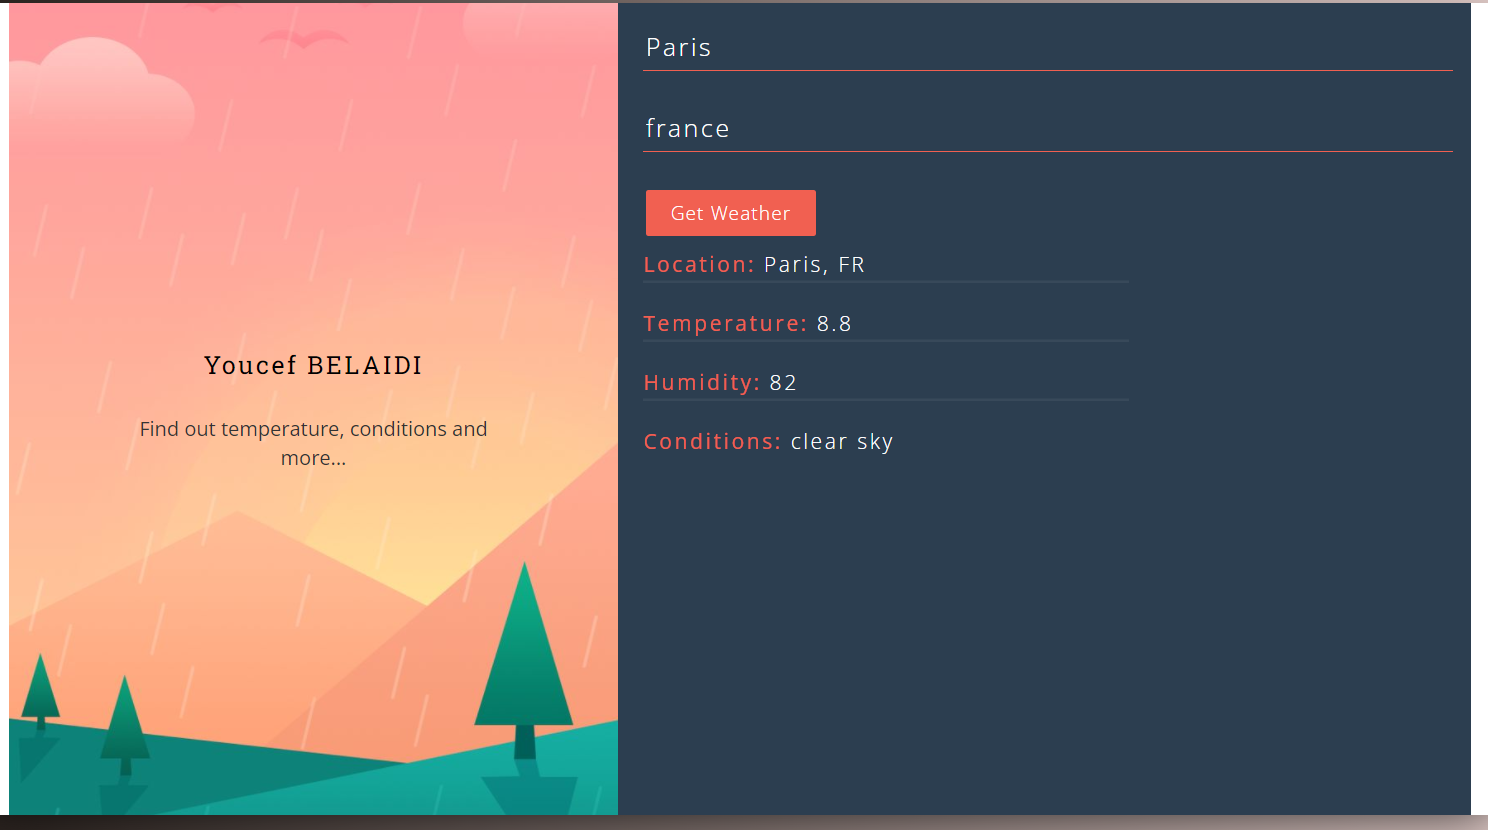 Youcef BELAIDI
Find out temperature, conditions and
more...
Paris
france
Get Weather
Location: Paris, FR
Temperature: 8.8
Humidity: 82
Conditions: clear sky